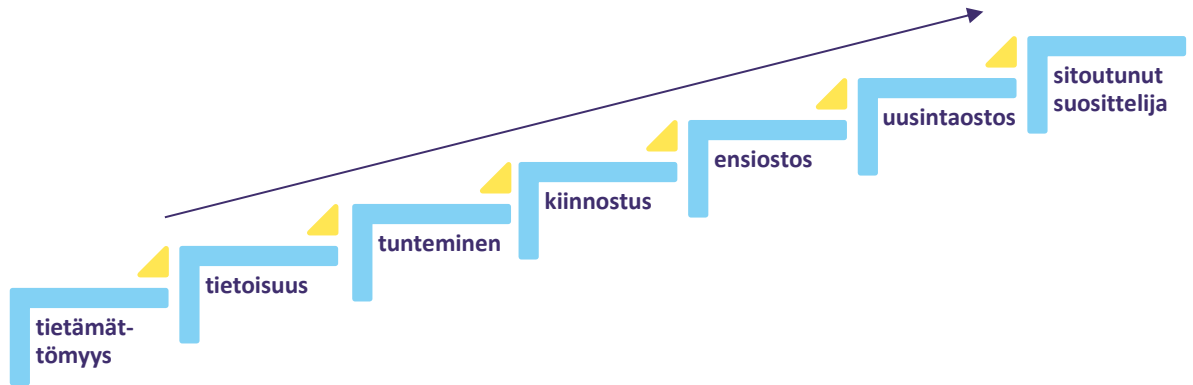 tietämät-
tömyys
tietoisuus
tunteminen
kiinnostus
ensiostos
uusintaostos
sitoutunut
suosittelija